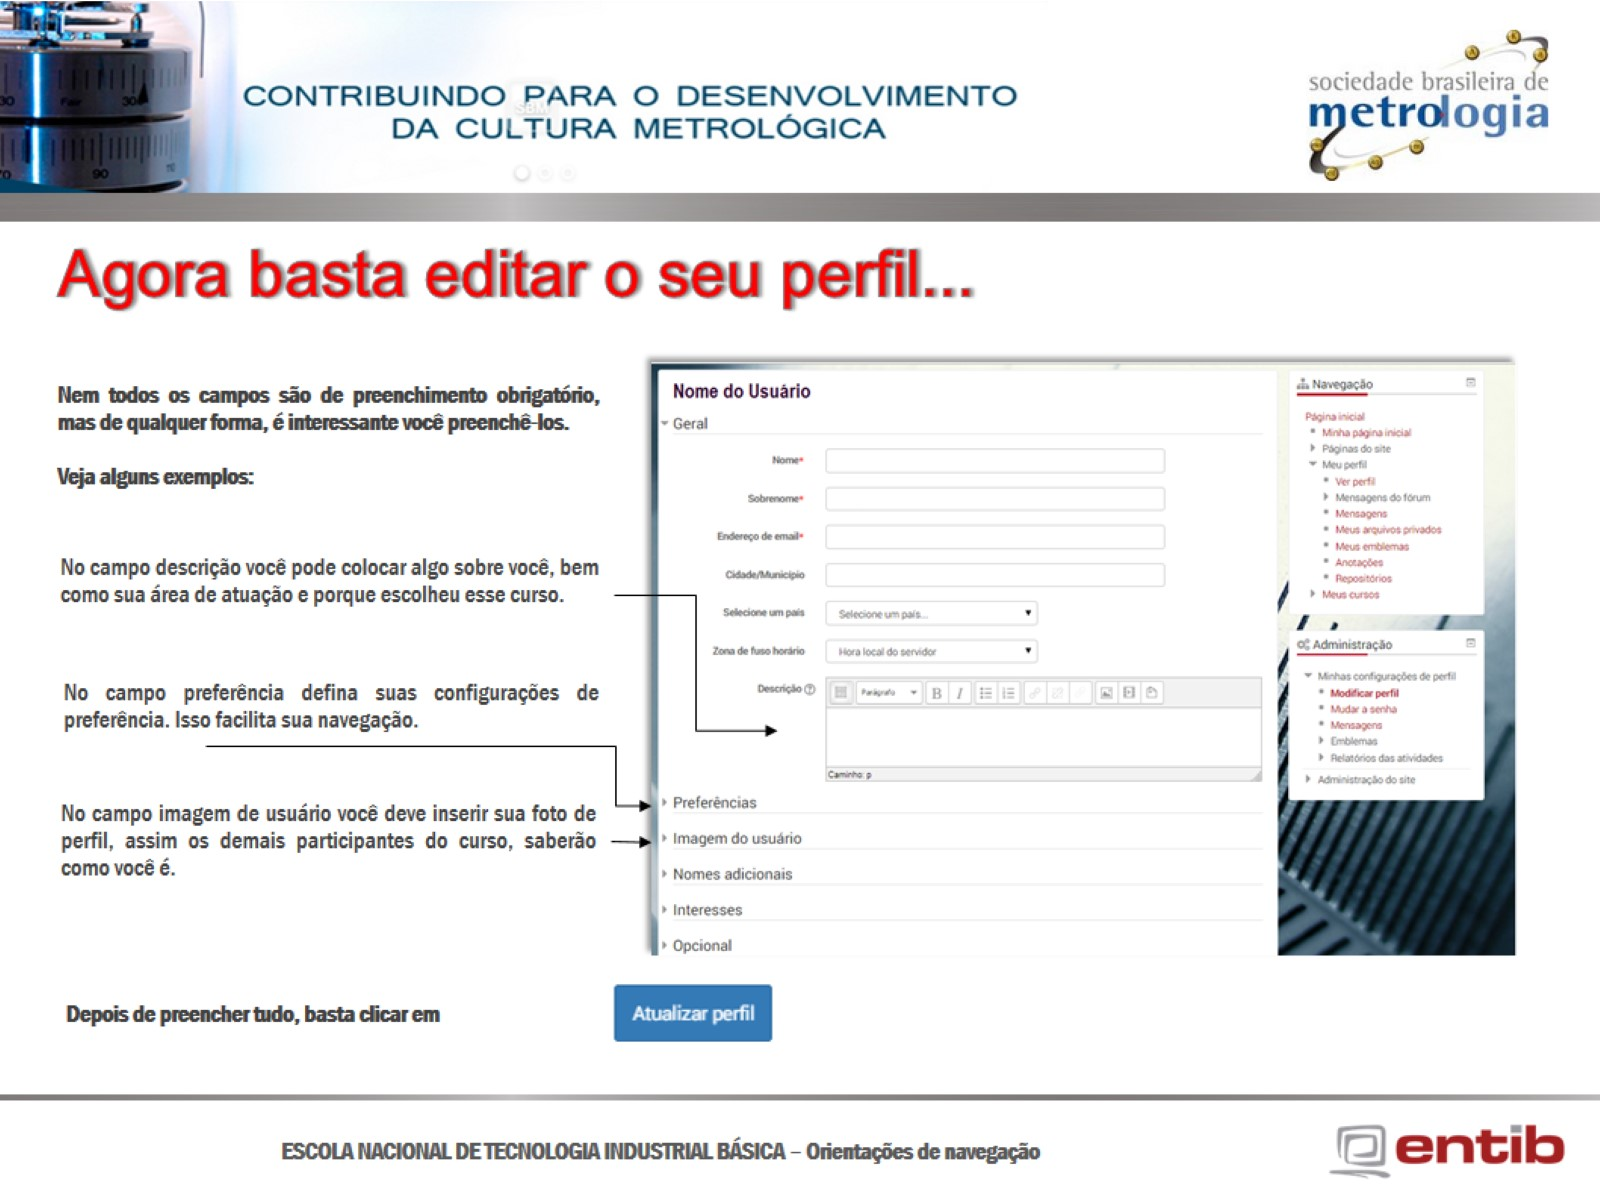 CONTRIBUINDO PARA O DESENVOLVIMENTO
DA CULTURA METROLÓGICA
SBM
sociedade brasileira de
metrologia
Agora basta editar o seu perfil...
Nem todos os campos são de preenchimento obrigatório,
mas de qualquer forma, é interessante você preenchê-los.
Veja alguns exemplos:
No campo descrição você pode colocar algo sobre você, bem
como sua área de atuação e porque escolheu esse curso.
No campo preferência defina suas configurações de
preferência. Isso facilita sua navegação.
No campo imagem de usuário você deve inserir sua foto de
perfil, assim os demais participantes do curso, saberão
como você é.
Nome do Usuário
Geral
Nome*
Sobrenome*
Endereço de email*
Cidade/Município
Selecione um país
Selecione um país...
Zona de fuso horário
Hora local do servidor
Descrição
Parágrafo
B I
Caminho: p
Preferências
Imagem do usuário
Nomes adicionais
Interesses
Opcional
Navegação
Página inicial
Minha página inicial
Páginas do site
Meu perfil
Ver perfil
Mensagens do fórum
Mensagens
Meus arquivos privados
Meus emblemas
Anotações
Repositórios
Meus cursos
Administração
Minhas configurações de perfil
Modificar perfil
Mudar a senha
Mensagens
Emblemas
Relatórios das atividades
Administração do site
Depois de preencher tudo, basta clicar em
Atualizar perfil
ESCOLA NACIONAL DE TECNOLOGIA INDUSTRIAL BÁSICA – Orientações de navegação
entib